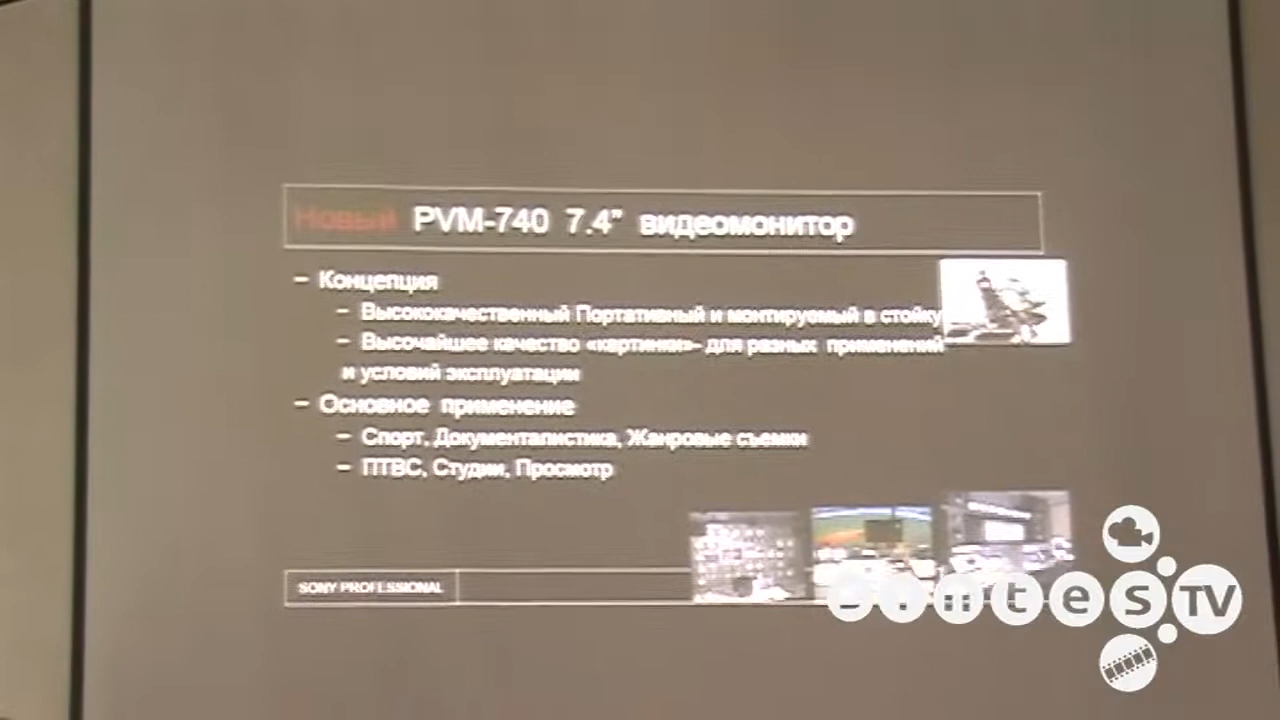 Новый PVM-740 7.4” видеомонитор
– Концепция
– Высококачественный Портативный и монтируемый в стойку
– Высочайшее качество «картинки»- для разных применений
и условий эксплуатации
– Основное применение
– Спорт, Документалистика, Жанровые съемки
– ПТВС, Студии, Просмотр
SONY PROFESSIONAL
sintesTV